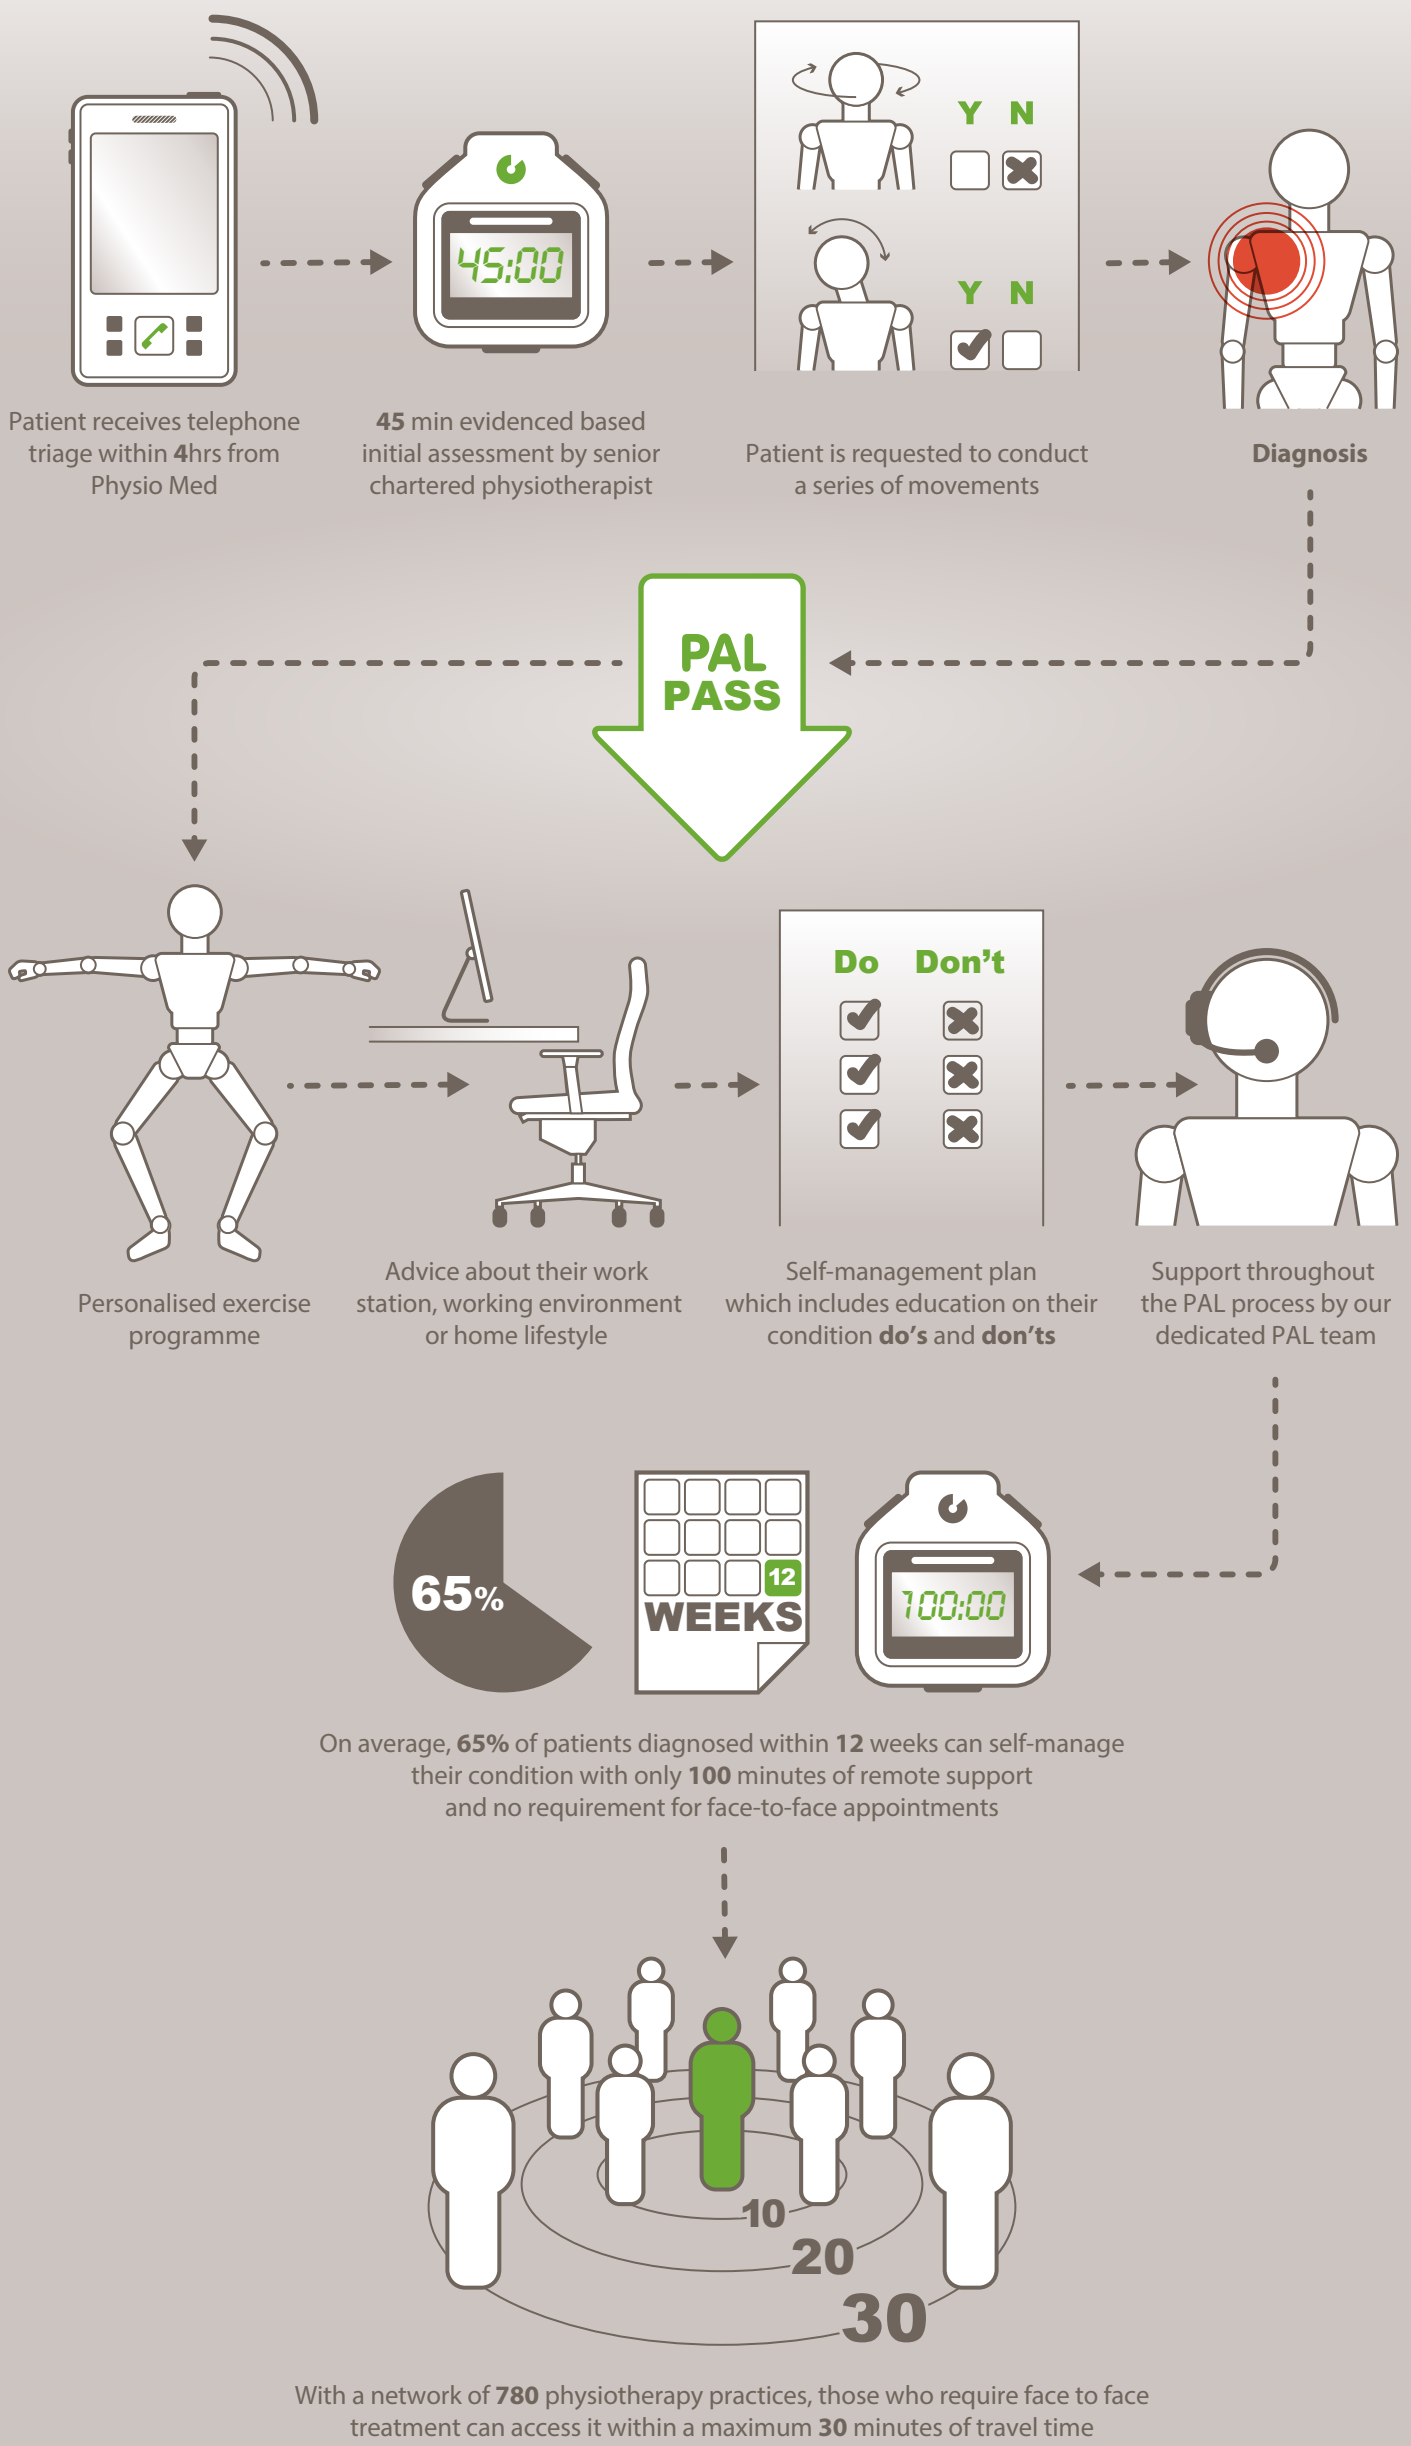 45:00
Y N
Y N
Patient receives telephone
triage within 4hrs from
Physio Med
45 min evidenced based
initial assessment by senior
chartered physiotherapist
Patient is requested to conduct
a series of movements
Diagnosis
PAL
PASS
Do Don't
Personalised exercise
programme
Advice about their work
station, working environment
or home lifestyle
Self-management plan
which includes education on their
condition do's and don'ts
Support throughout
the PAL process by our
dedicated PAL team
65%
12
WEEKS
100:00
On average, 65% of patients diagnosed within 12 weeks can self-manage
their condition with only 100 minutes of remote support
and no requirement for face-to-face appointments
10
20
30
With a network of 780 physiotherapy practices, those who require face to face
treatment can access it within a maximum 30 minutes of travel time